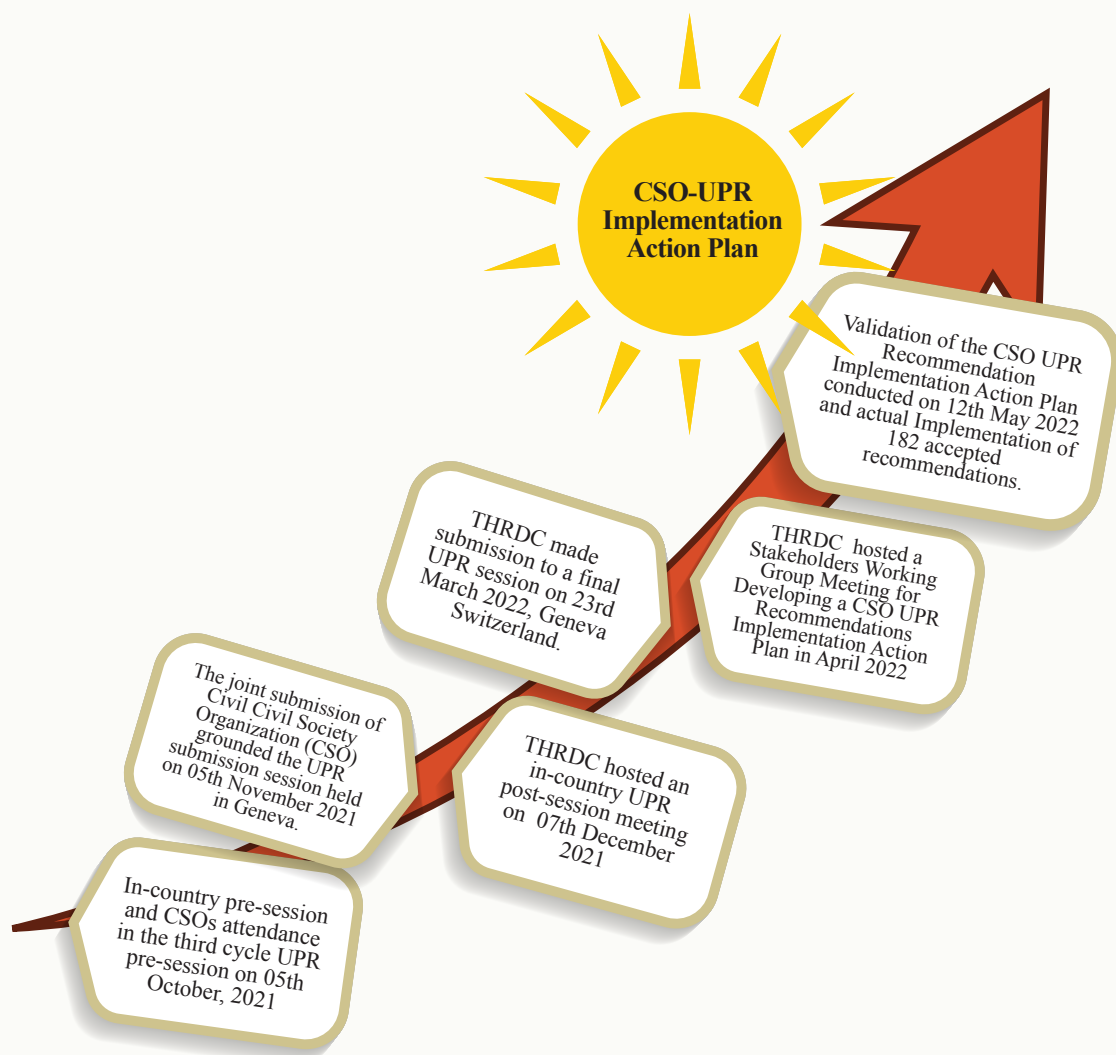 CSO-UPR
Implementation
Action Plan
Validation of the CSO UPR
Recommendation
Implementation Action Plan
conducted on 12th May 2022
and actual Implementation of
182 accepted
recommendations.
THRDC made
submission to a final
UPR session on 23rd
March 2022, Geneva
Switzerland.
THRDC hosted a
Stakeholders Working
Group Meeting for
Developing a CSO UPR
Recommendations
Implementation Action
Plan in April 2022
The joint submission of
Civil Civil Society
Organization (CSO)
grounded the UPR
submission session held
on 05th November 2021
in Geneva.
THRDC hosted an
in-country UPR
post-session meeting
on 07th December
2021
In-country pre-session
and CSOs attendance
in the third cycle UPR
pre-session on 05th
October, 2021